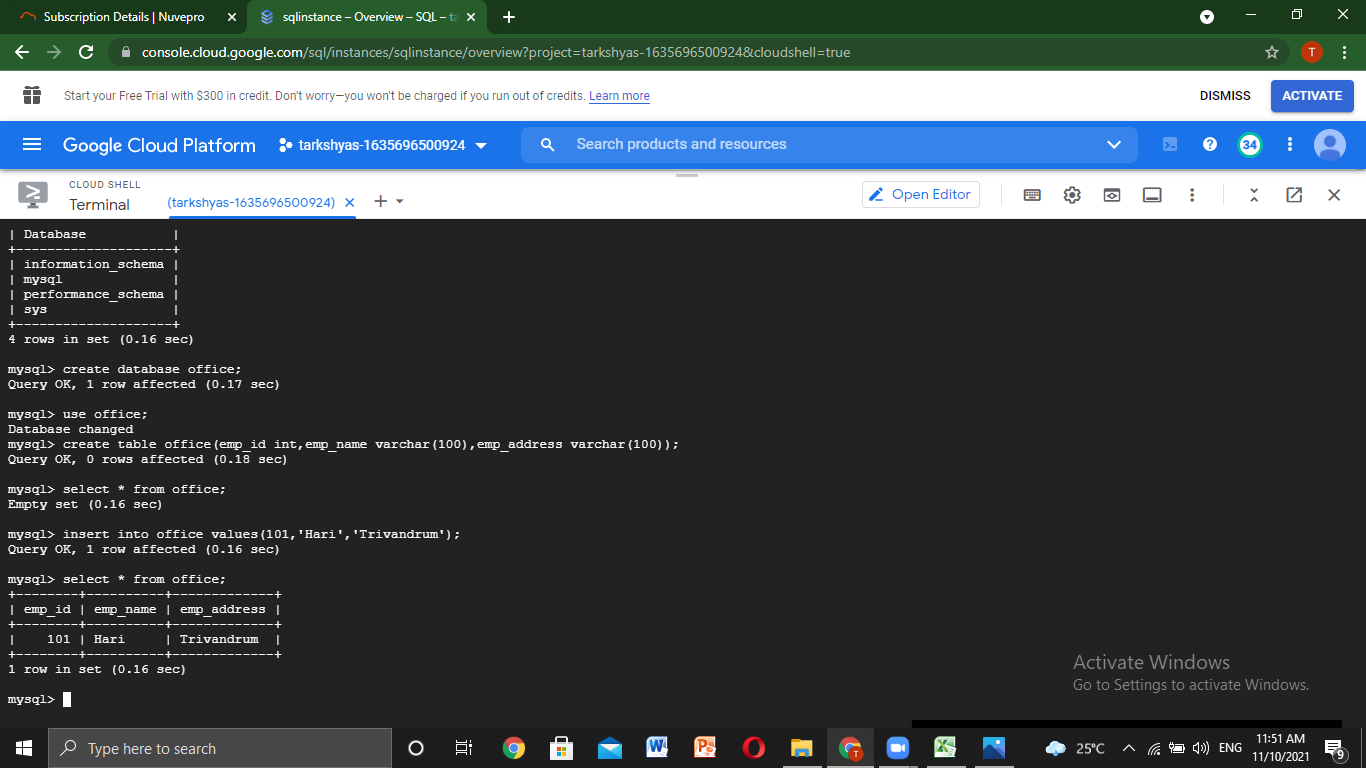 Subscription Details | Nuvepro
sqlinstance – Overview – SQL – ta
console.cloud.google.com/sql/instances/sqlinstance/overview?project=tarkshyas-1635696500924&cloudshell=true
T
Start your Free Trial with $300 in credit. Don't worry—you won't be charged if you run out of credits. Learn more
DISMISS
ACTIVATE
Google Cloud Platform
tarkshyas-1635696500924
Search products and resources
34
CLOUD SHELL
Terminal
(tarkshyas-1635696500924)
Open Editor
| Database           |
+--------------------+
| information_schema |
| mysql              |
| performance_schema |
| sys                |
+--------------------+
4 rows in set (0.16 sec)
mysql> create database office;
Query OK, 1 row affected (0.17 sec)
mysql> use office;
Database changed
mysql> create table office(emp_id int,emp_name varchar(100),emp_address varchar(100));
Query OK, 0 rows affected (0.18 sec)
mysql> select * from office;
Empty set (0.16 sec)
mysql> insert into office values(101,'Hari','Trivandrum');
Query OK, 1 row affected (0.16 sec)
mysql> select * from office;
+--------+----------+-------------+
| emp_id | emp_name | emp_address |
+--------+----------+-------------+
|    101 | Hari     | Trivandrum  |
+--------+----------+-------------+
1 row in set (0.16 sec)
mysql>
Activate Windows
Go to Settings to activate Windows.
Type here to search
25°C
ENG
11:51 AM
11/10/2021
9